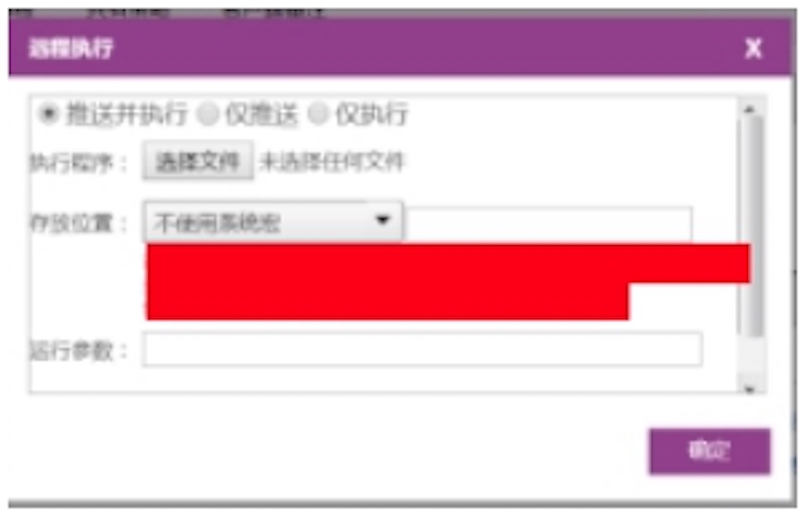 远程执行 X
推送并执行 仅推送 仅执行
执行程序： 选择文件 未选择任何文件
存放位置： 不使用系统宏
运行参数：
确定